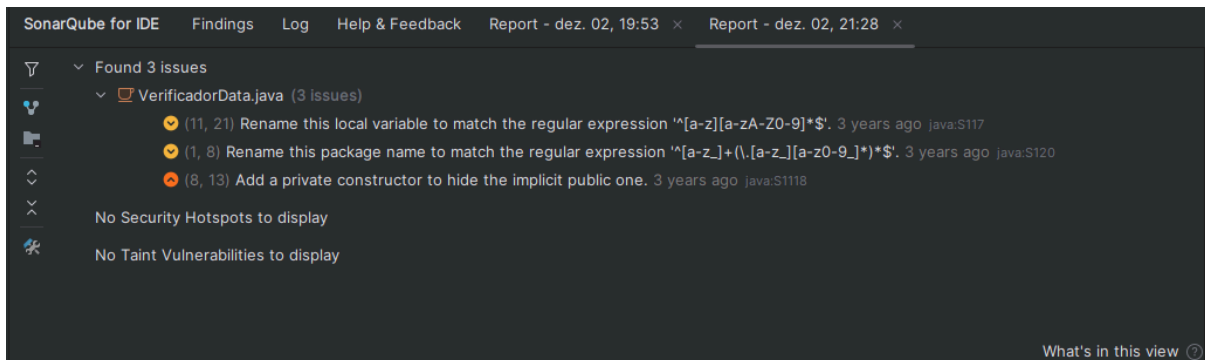 SonarQube for IDE Findings Log Help & Feedback Report - dez. 02, 19:53 × Report - dez. 02, 21:28 ×
Found 3 issues
VerificadorData.java (3 issues)
(11, 21) Rename this local variable to match the regular expression '^[a-z][a-zA-Z0-9]*$'. 3 years ago java:S117
(1, 8) Rename this package name to match the regular expression '^[a-z_]+(\.[a-z_][a-z0-9_]*)*$'. 3 years ago java:S120
(8, 13) Add a private constructor to hide the implicit public one. 3 years ago java:S1118
No Security Hotspots to display
No Taint Vulnerabilities to display
What's in this view ?